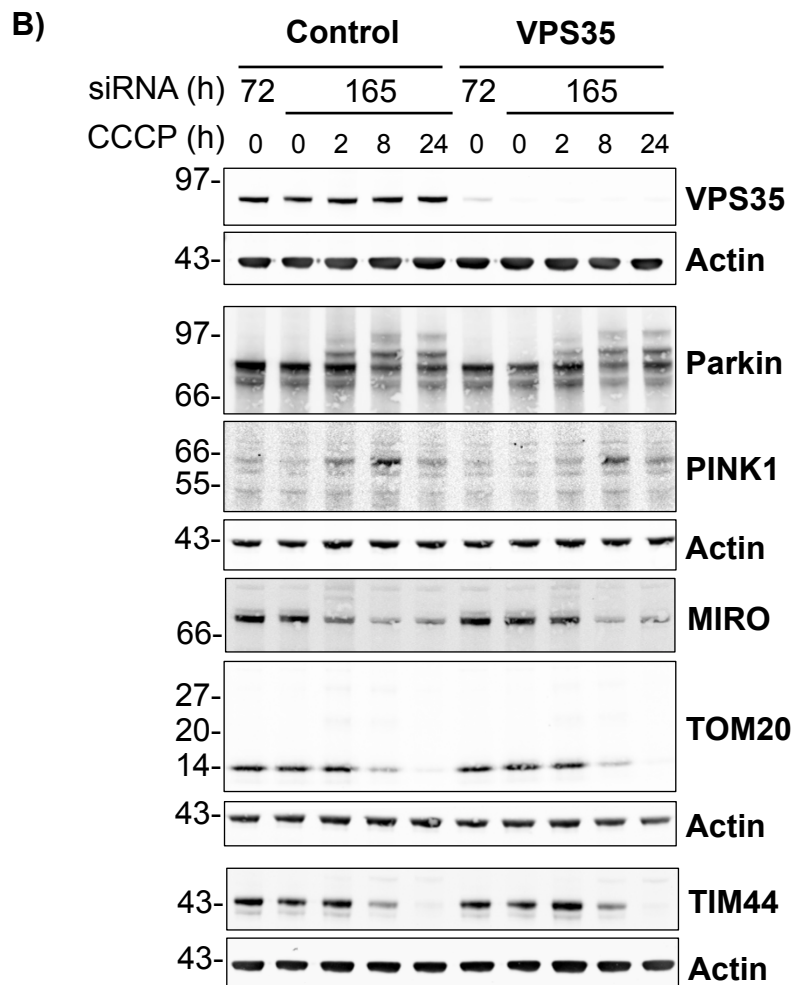 B)
Control VPS35
siRNA (h) 72 165 72 165
CCCP (h) 0 0 2 8 24 0 0 2 8 24
97- VPS35
43- Actin
97- Parkin
66-
66- PINK1
55-
43- Actin
66- MIRO
27-
20- TOM20
14-
43- Actin
43- TIM44
43- Actin